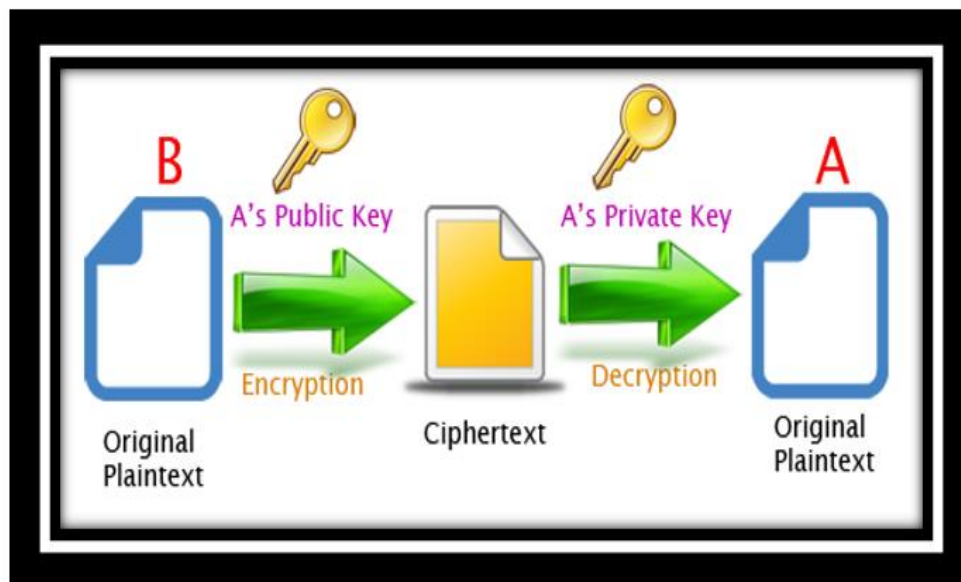 B
A
A's Public Key
A's Private Key
Encryption
Decryption
Original
Plaintext
Ciphertext
Original
Plaintext